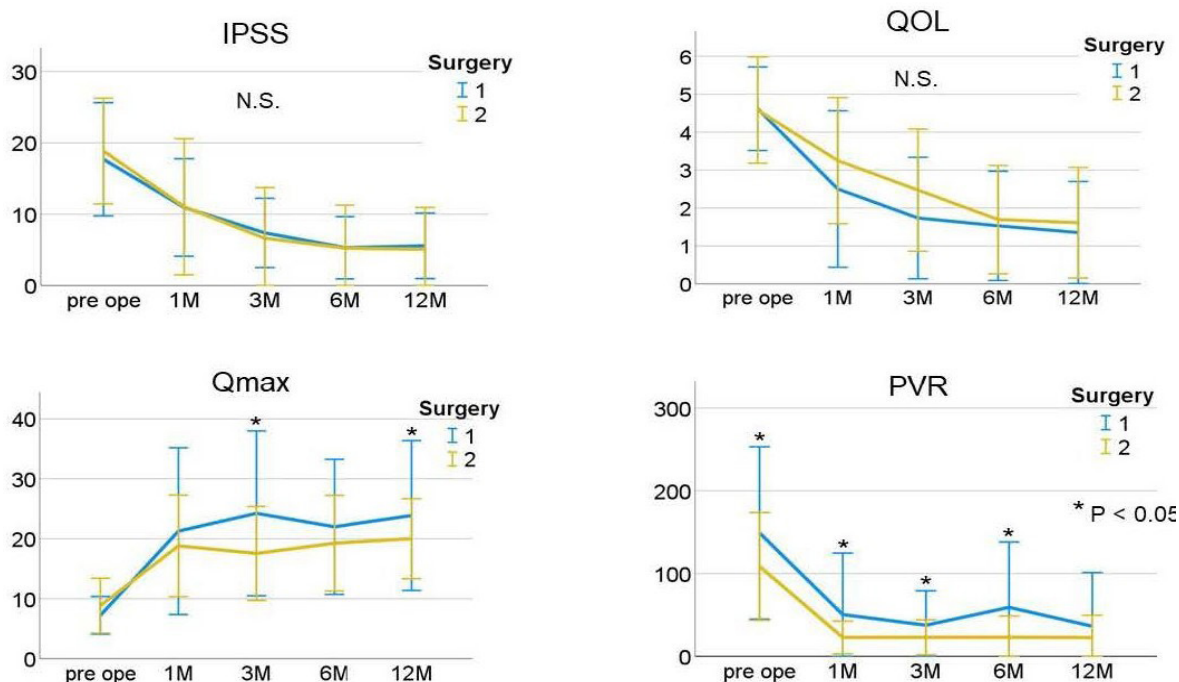 IPSS
Surgery
1
2
N.S.
30
20
10
0
pre ope 1M 3M 6M 12M
QOL
Surgery
1
2
N.S.
6
5
4
3
2
1
0
pre ope 1M 3M 6M 12M
Qmax
Surgery
1
2
* *
40
30
20
10
0
pre ope 1M 3M 6M 12M
PVR
Surgery
1
2
* * * *
* P < 0.05
300
200
100
0
pre ope 1M 3M 6M 12M